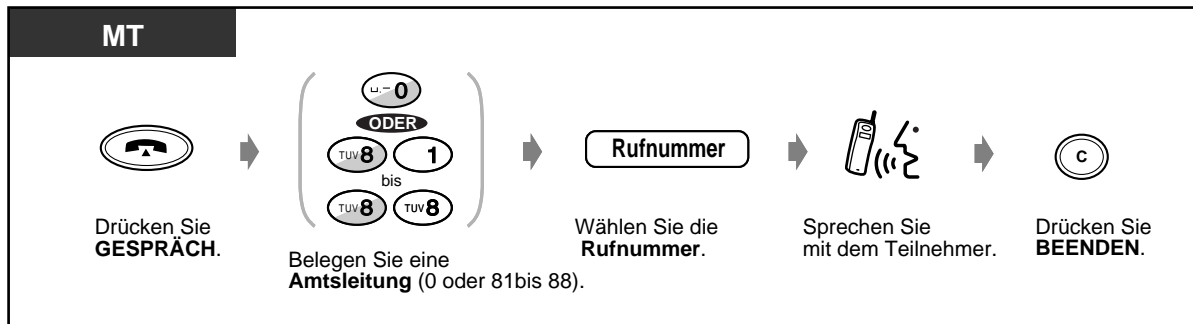 MT
␣.- 0
ODER
TUV 8 1
bis
TUV 8 TUV 8
Rufnummer
C
Drücken Sie
GESPRÄCH.
Belegen Sie eine
Amtsleitung (0 oder 81bis 88).
Wählen Sie die
Rufnummer.
Sprechen Sie
mit dem Teilnehmer.
Drücken Sie
BEENDEN.